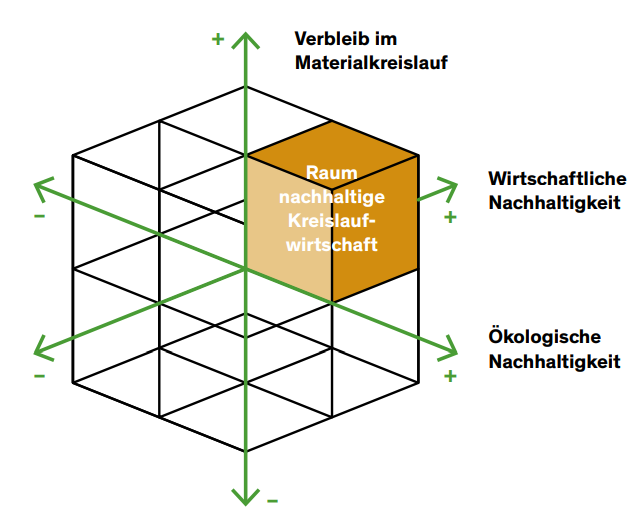 +
Verbleib im
Materialkreislauf
Raum
nachhaltige
Kreislauf-
wirtschaft
Wirtschaftliche
Nachhaltigkeit
–
+
Ökologische
Nachhaltigkeit
–
+
–